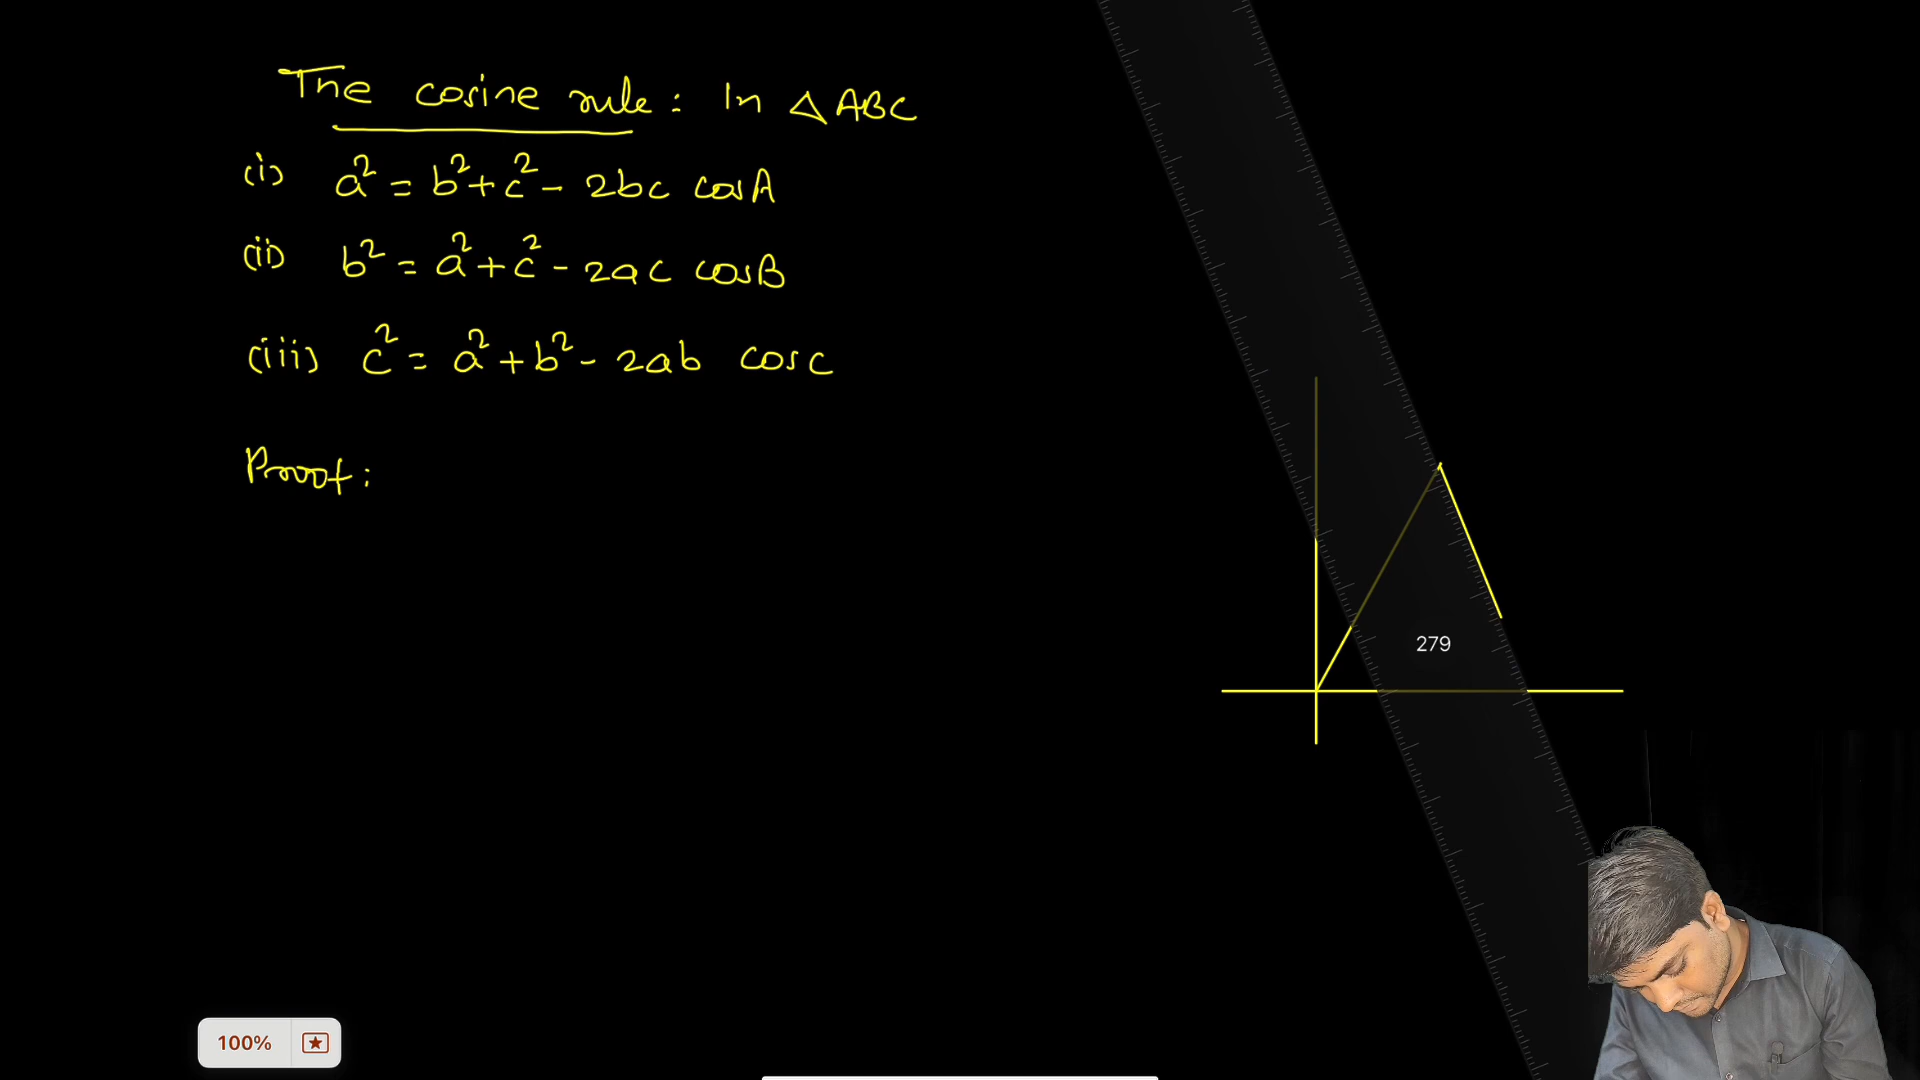 The cosine rule : In △ABC
(i) a² = b² + c² - 2bc cosA
(ii) b² = a² + c² - 2ac cosB
(iii) c² = a² + b² - 2ab cosc
Proof :
279
100%